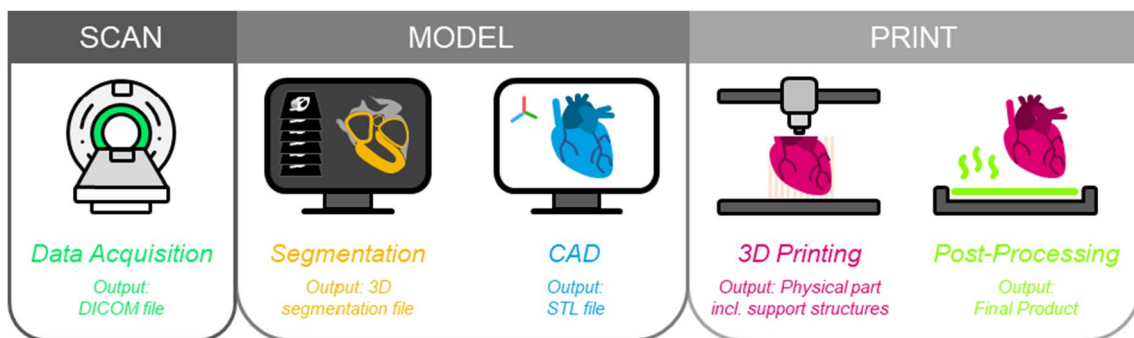 SCAN
MODEL
PRINT
Data Acquisition
Output:
DICOM file
Segmentation
Output: 3D
segmentation file
CAD
Output:
STL file
3D Printing
Output: Physical part
incl. support structures
Post-Processing
Output:
Final Product